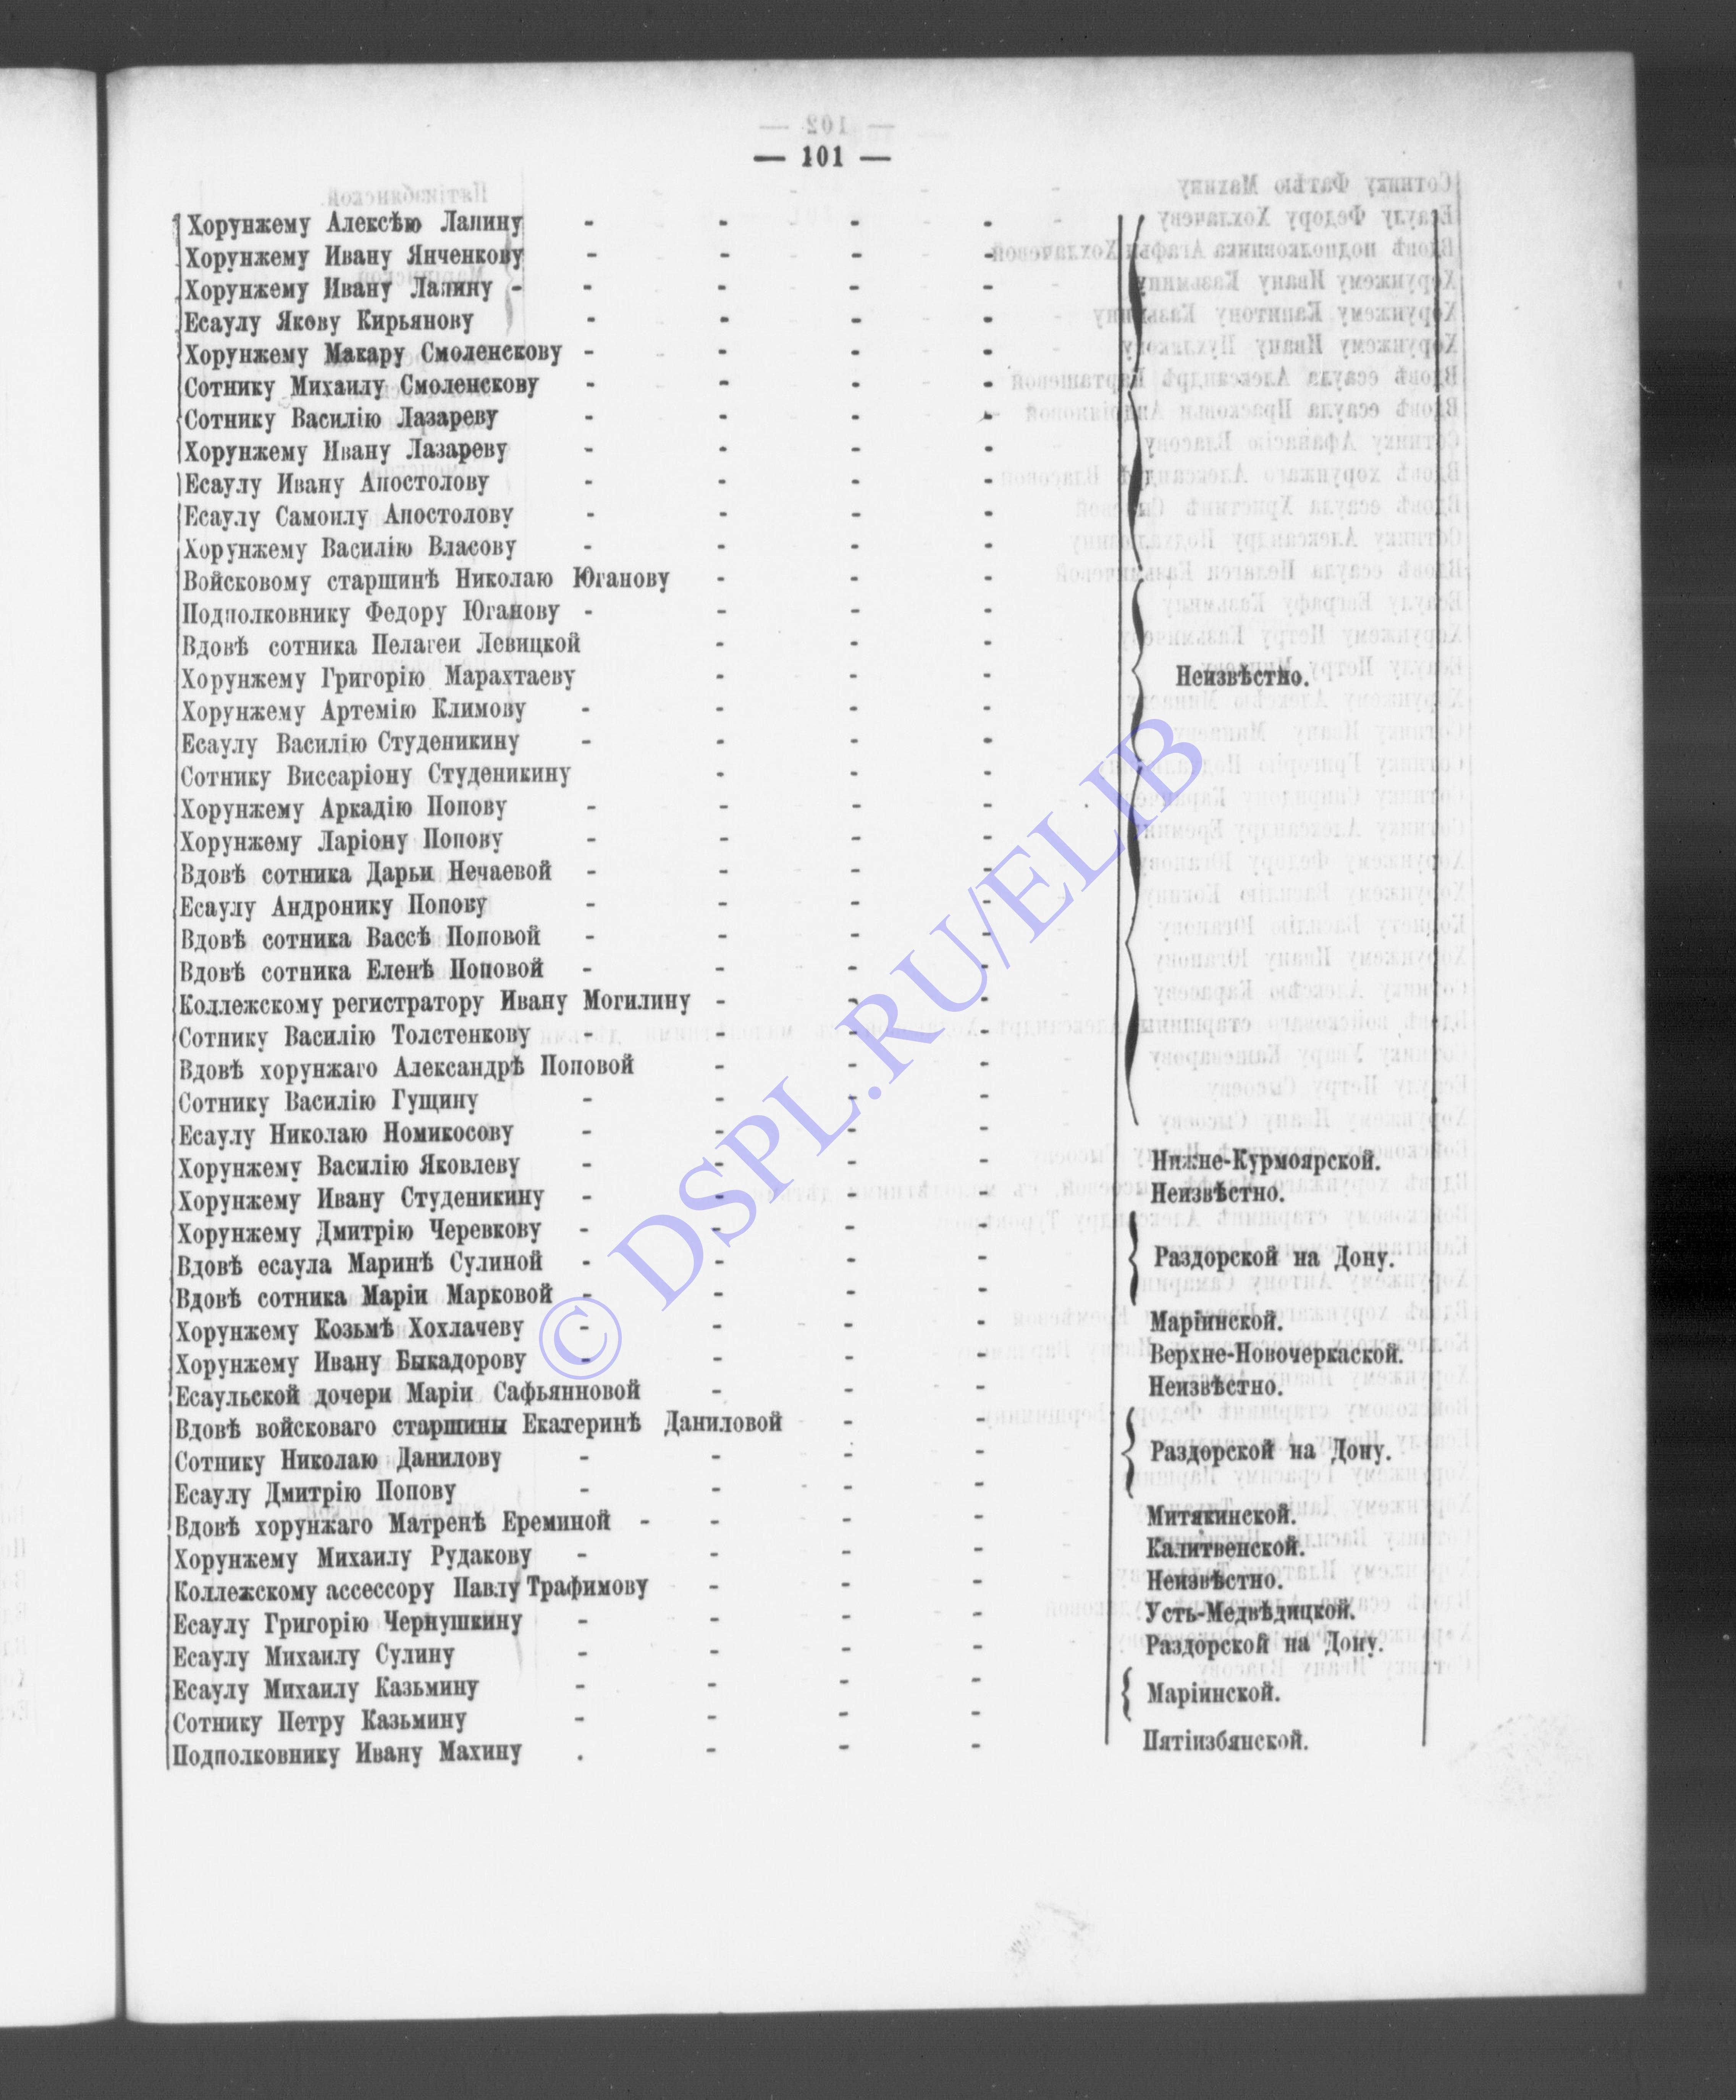 — 101 —
Хорунжему Алексѣю Лапину - - - -
Хорунжему Ивану Янченкову - - - -
Хорунжему Ивану Лапину - - - - -
Есаулу Якову Кирьянову - - - -
Хорунжему Макару Смоленскову - - - -
Сотнику Михаилу Смоленскову - - - -
Сотнику Василію Лазареву - - - -
Хорунжему Ивану Лазареву - - - -
Есаулу Ивану Апостолову - - - -
Есаулу Самоилу Апостолову - - - -
Хорунжему Василію Власову - - - -
Войсковому старшинѣ Николаю Юганову - - -
Подполковнику Федору Юганову - - - -
Вдовѣ сотника Пелагеи Левицкой - - -
Хорунжему Григорію Марахтаеву - - - Неизвѣстно.
Хорунжему Артемію Климову - - - -
Есаулу Василію Студеникину - - - -
Сотнику Виссаріону Студеникину - - -
Хорунжему Аркадію Попову - - - -
Хорунжему Ларіону Попову - - - -
Вдовѣ сотника Дарьи Нечаевой - - - -
Есаулу Андронику Попову - - - -
Вдовѣ сотника Вассѣ Поповой - - - -
Вдовѣ сотника Еленѣ Поповой - - - -
Коллежскому регистратору Ивану Могилину - - -
Сотнику Василію Толстенкову - - -
Вдовѣ хорунжаго Александрѣ Поповой - - -
Сотнику Василію Гущину - - - -
Есаулу Николаю Номикосову - - - -
Хорунжему Василію Яковлеву - - - - Нижне-Курмоярской.
Хорунжему Ивану Студеникину - - - - Неизвѣстно.
Хорунжему Дмитрію Черевкову - - - -
Вдовѣ есаула Маринѣ Сулиной - - - - Раздорской на Дону.
Вдовѣ сотника Маріи Марковой - - - -
Хорунжему Козьмѣ Хохлачеву - - - - Маріинской.
Хорунжему Ивану Быкадорову - - - - Верхне-Новочеркаской.
Есаульской дочери Маріи Сафьянновой - - - Неизвѣстно.
Вдовѣ войсковаго старшины Екатеринѣ Даниловой - -
Сотнику Николаю Данилову - - - - Раздорской на Дону.
Есаулу Дмитрію Попову - - - -
Вдовѣ хорунжаго Матренѣ Ереминой - - - - Митякинской.
Хорунжему Михаилу Рудакову - - - - Калитвенской.
Коллежскому ассессору Павлу Трафимову - - - Неизвѣстно.
Есаулу Григорію Чернушкину - - - - Усть-Медвѣдицкой.
Есаулу Михаилу Сулину - - - - Раздорской на Дону.
Есаулу Михаилу Казьмину - - - - Маріинской.
Сотнику Петру Казьмину - - - -
Подполковнику Ивану Махину . - - - Пятіизбянской.
© DSPL.RU/ELIB